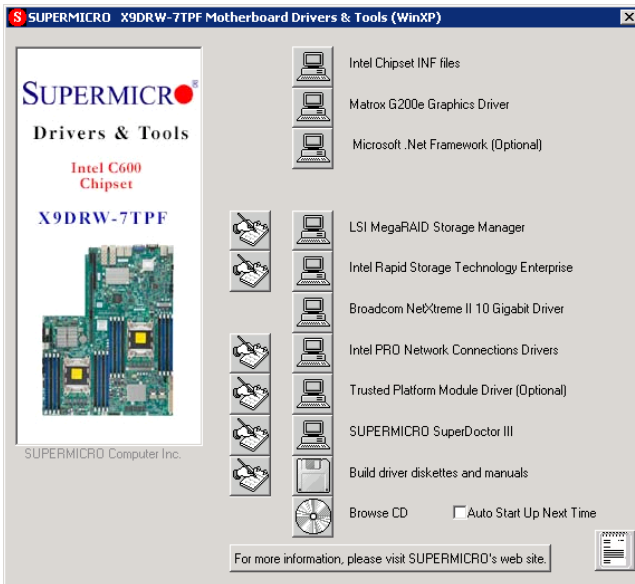 SUPERMICRO X9DRW-7TPF Motherboard Drivers & Tools (WinXP)
SUPERMICRO®
Drivers & Tools
Intel C600
Chipset
X9DRW-7TPF
SUPERMICRO Computer Inc.
Intel Chipset INF files
Matrox G200e Graphics Driver
Microsoft .Net Framework (Optional)
LSI MegaRAID Storage Manager
Intel Rapid Storage Technology Enterprise
Broadcom NetXtreme II 10 Gigabit Driver
Intel PRO Network Connections Drivers
Trusted Platform Module Driver (Optional)
SUPERMICRO SuperDoctor III
Build driver diskettes and manuals
Browse CD Auto Start Up Next Time
For more information, please visit SUPERMICRO's web site.